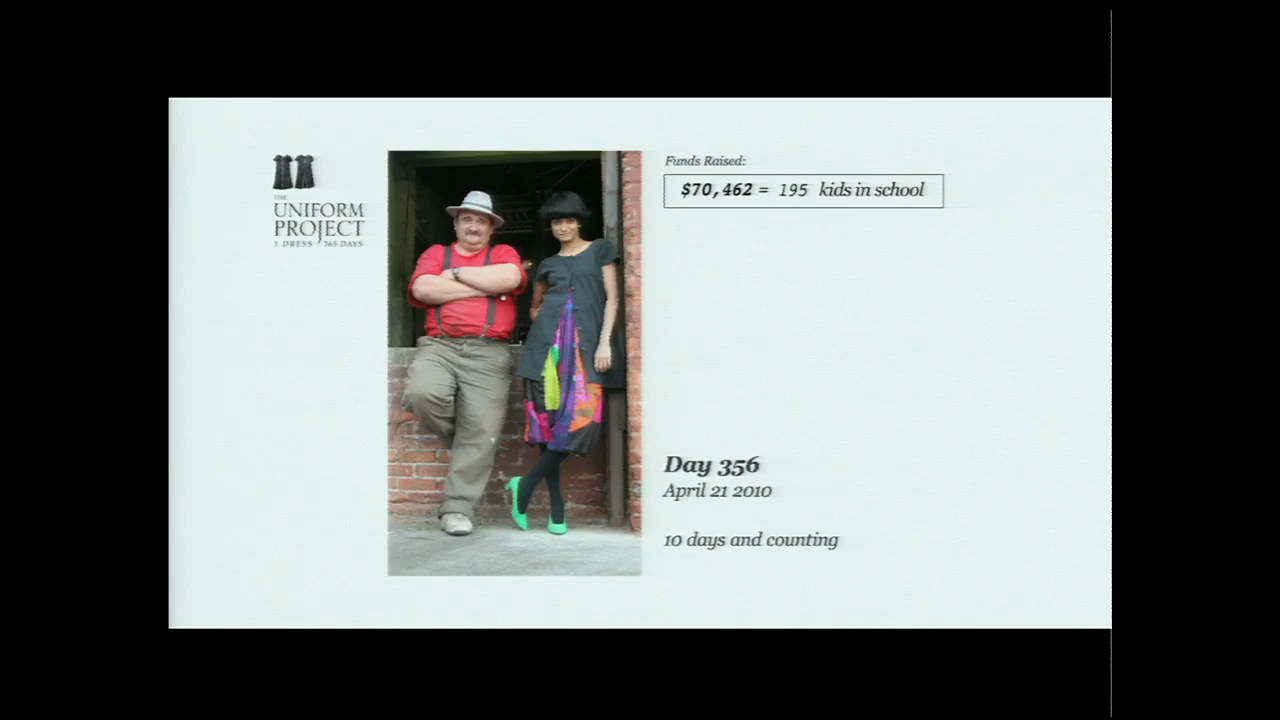 THE
UNIFORM
PROJECT
1 DRESS 365 DAYS
Funds Raised:
$70,462 = 195 kids in school
Day 356
April 21 2010
10 days and counting